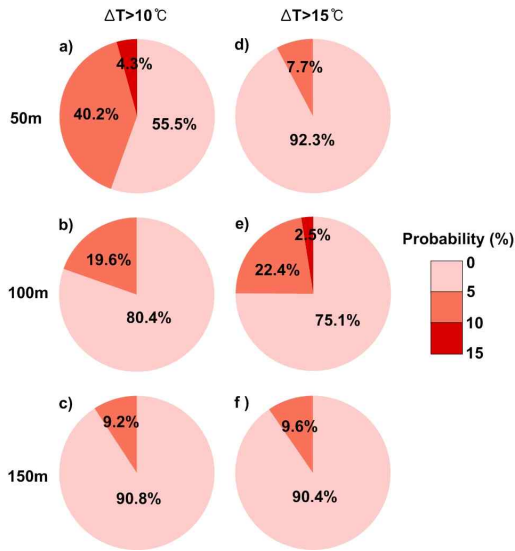 ΔT>10℃ ΔT>15℃
a) d)
4.3% 7.7%
50m 40.2% 55.5% 92.3%
b) e)
2.5%
Probability (%)
19.6% 22.4% 0
100m 80.4% 75.1% 5
10
15
c) f )
9.2% 9.6%
150m 90.8% 90.4%